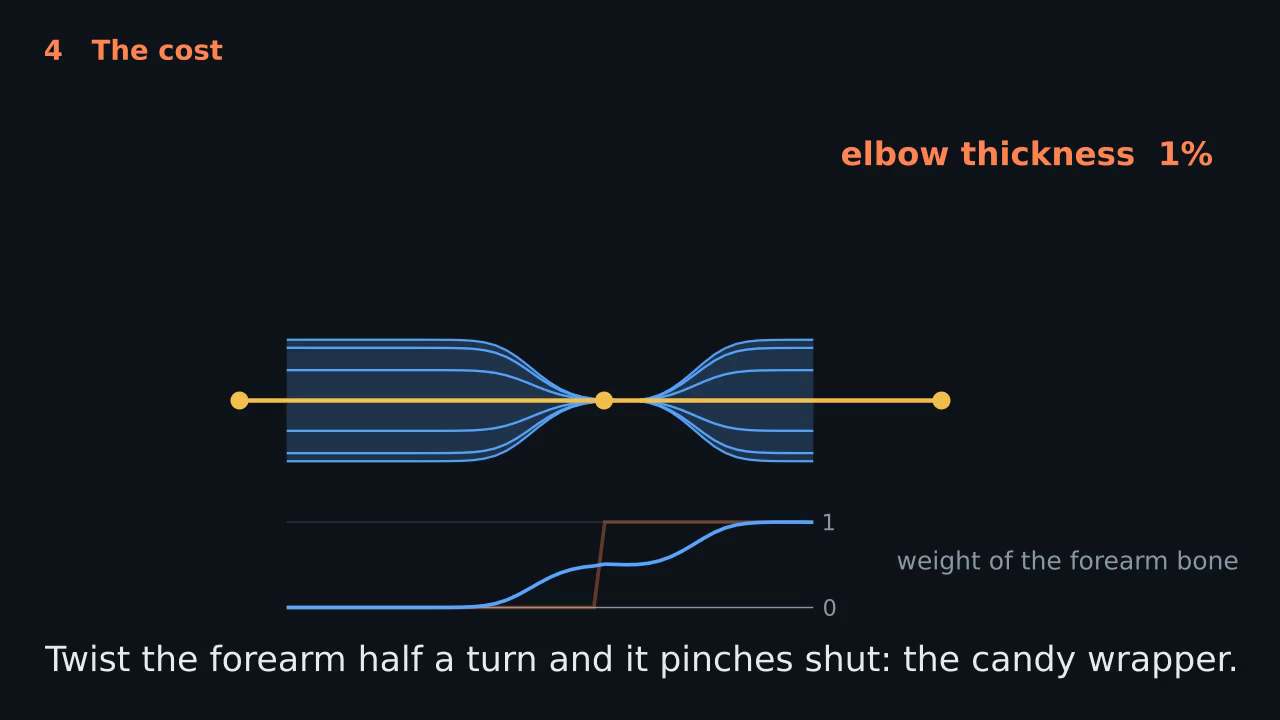 4 The cost
elbow thickness 1%
1
weight of the forearm bone
0
Twist the forearm half a turn and it pinches shut: the candy wrapper.